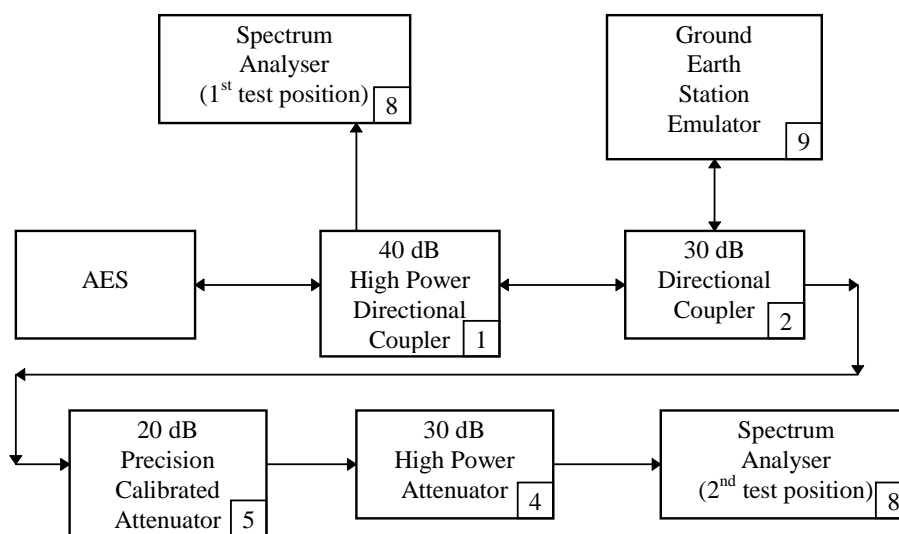 Spectrum
Analyser
(1st test position)
8
Ground
Earth
Station
Emulator
9
AES
40 dB
High Power
Directional
Coupler
1
30 dB
Directional
Coupler
2
20 dB
Precision
Calibrated
Attenuator
5
30 dB
High Power
Attenuator
4
Spectrum
Analyser
(2nd test position)
8